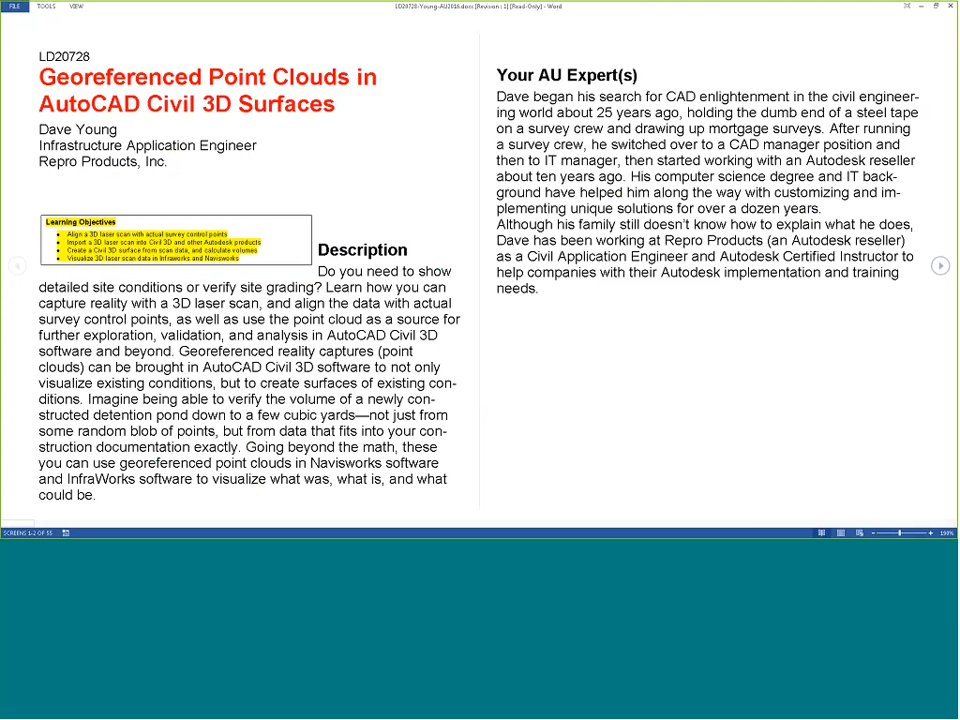 FILE TOOLS VIEW LD20728-Young-AU2016.docx [Revision : 1] [Read-Only] - Word
LD20728
Georeferenced Point Clouds in
AutoCAD Civil 3D Surfaces
Dave Young
Infrastructure Application Engineer
Repro Products, Inc.
Learning Objectives
• Align a 3D laser scan with actual survey control points
• Import a 3D laser scan into Civil 3D and other Autodesk products
• Create a Civil 3D surface from scan data, and calculate volumes
• Visualize 3D laser scan data in Infraworks and Navisworks
Description
Do you need to show
detailed site conditions or verify site grading? Learn how you can
capture reality with a 3D laser scan, and align the data with actual
survey control points, as well as use the point cloud as a source for
further exploration, validation, and analysis in AutoCAD Civil 3D
software and beyond. Georeferenced reality captures (point
clouds) can be brought in AutoCAD Civil 3D software to not only
visualize existing conditions, but to create surfaces of existing con-
ditions. Imagine being able to verify the volume of a newly con-
structed detention pond down to a few cubic yards—not just from
some random blob of points, but from data that fits into your con-
struction documentation exactly. Going beyond the math, these
you can use georeferenced point clouds in Navisworks software
and InfraWorks software to visualize what was, what is, and what
could be.
Your AU Expert(s)
Dave began his search for CAD enlightenment in the civil engineer-
ing world about 25 years ago, holding the dumb end of a steel tape
on a survey crew and drawing up mortgage surveys. After running
a survey crew, he switched over to a CAD manager position and
then to IT manager, then started working with an Autodesk reseller
about ten years ago. His computer science degree and IT back-
ground have helped him along the way with customizing and im-
plementing unique solutions for over a dozen years.
Although his family still doesn't know how to explain what he does,
Dave has been working at Repro Products (an Autodesk reseller)
as a Civil Application Engineer and Autodesk Certified Instructor to
help companies with their Autodesk implementation and training
needs.
SCREENS 1-2 OF 55 190%